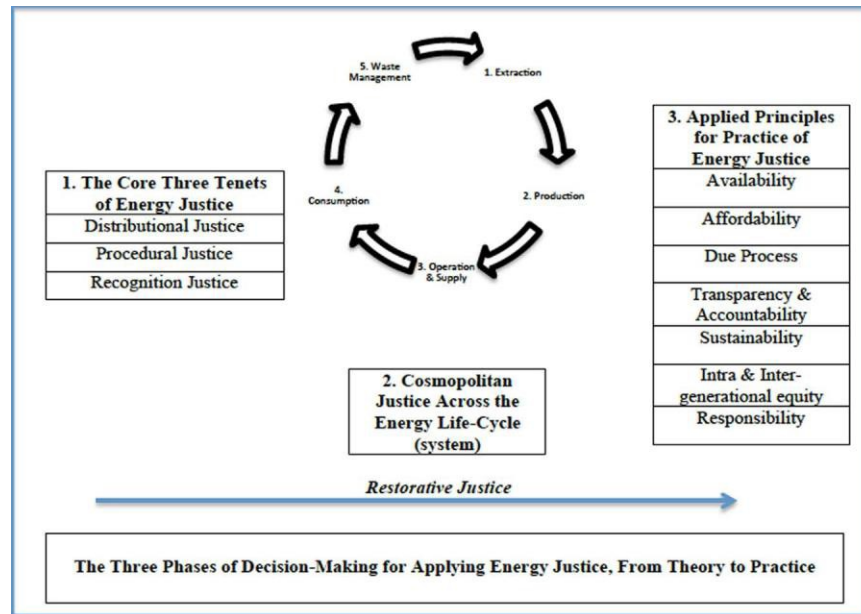 5. Waste
Management
1. Extraction
2. Production
3. Operation
& Supply
4.
Consumption
1. The Core Three Tenets
of Energy Justice
Distributional Justice
Procedural Justice
Recognition Justice
2. Cosmopolitan
Justice Across the
Energy Life-Cycle
(system)
3. Applied Principles
for Practice of
Energy Justice
Availability
Affordability
Due Process
Transparency &
Accountability
Sustainability
Intra & Inter-
generational equity
Responsibility
Restorative Justice
The Three Phases of Decision-Making for Applying Energy Justice, From Theory to Practice